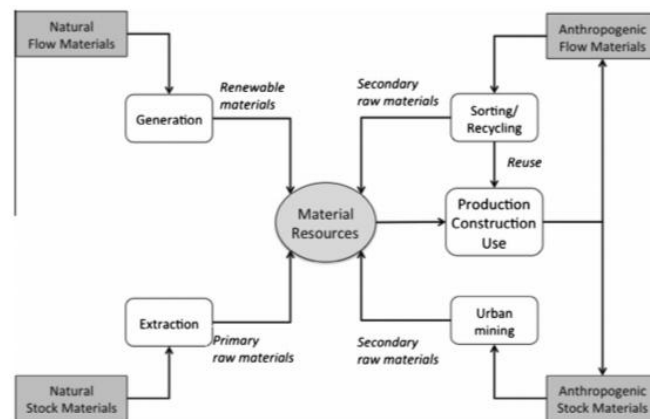 Natural
Flow Materials
Anthropogenic
Flow Materials
Renewable
materials
Secondary
raw materials
Generation
Sorting/
Recycling
Reuse
Material
Resources
Production
Construction
Use
Extraction
Urban
mining
Primary
raw materials
Secondary
raw materials
Natural
Stock Materials
Anthropogenic
Stock Materials